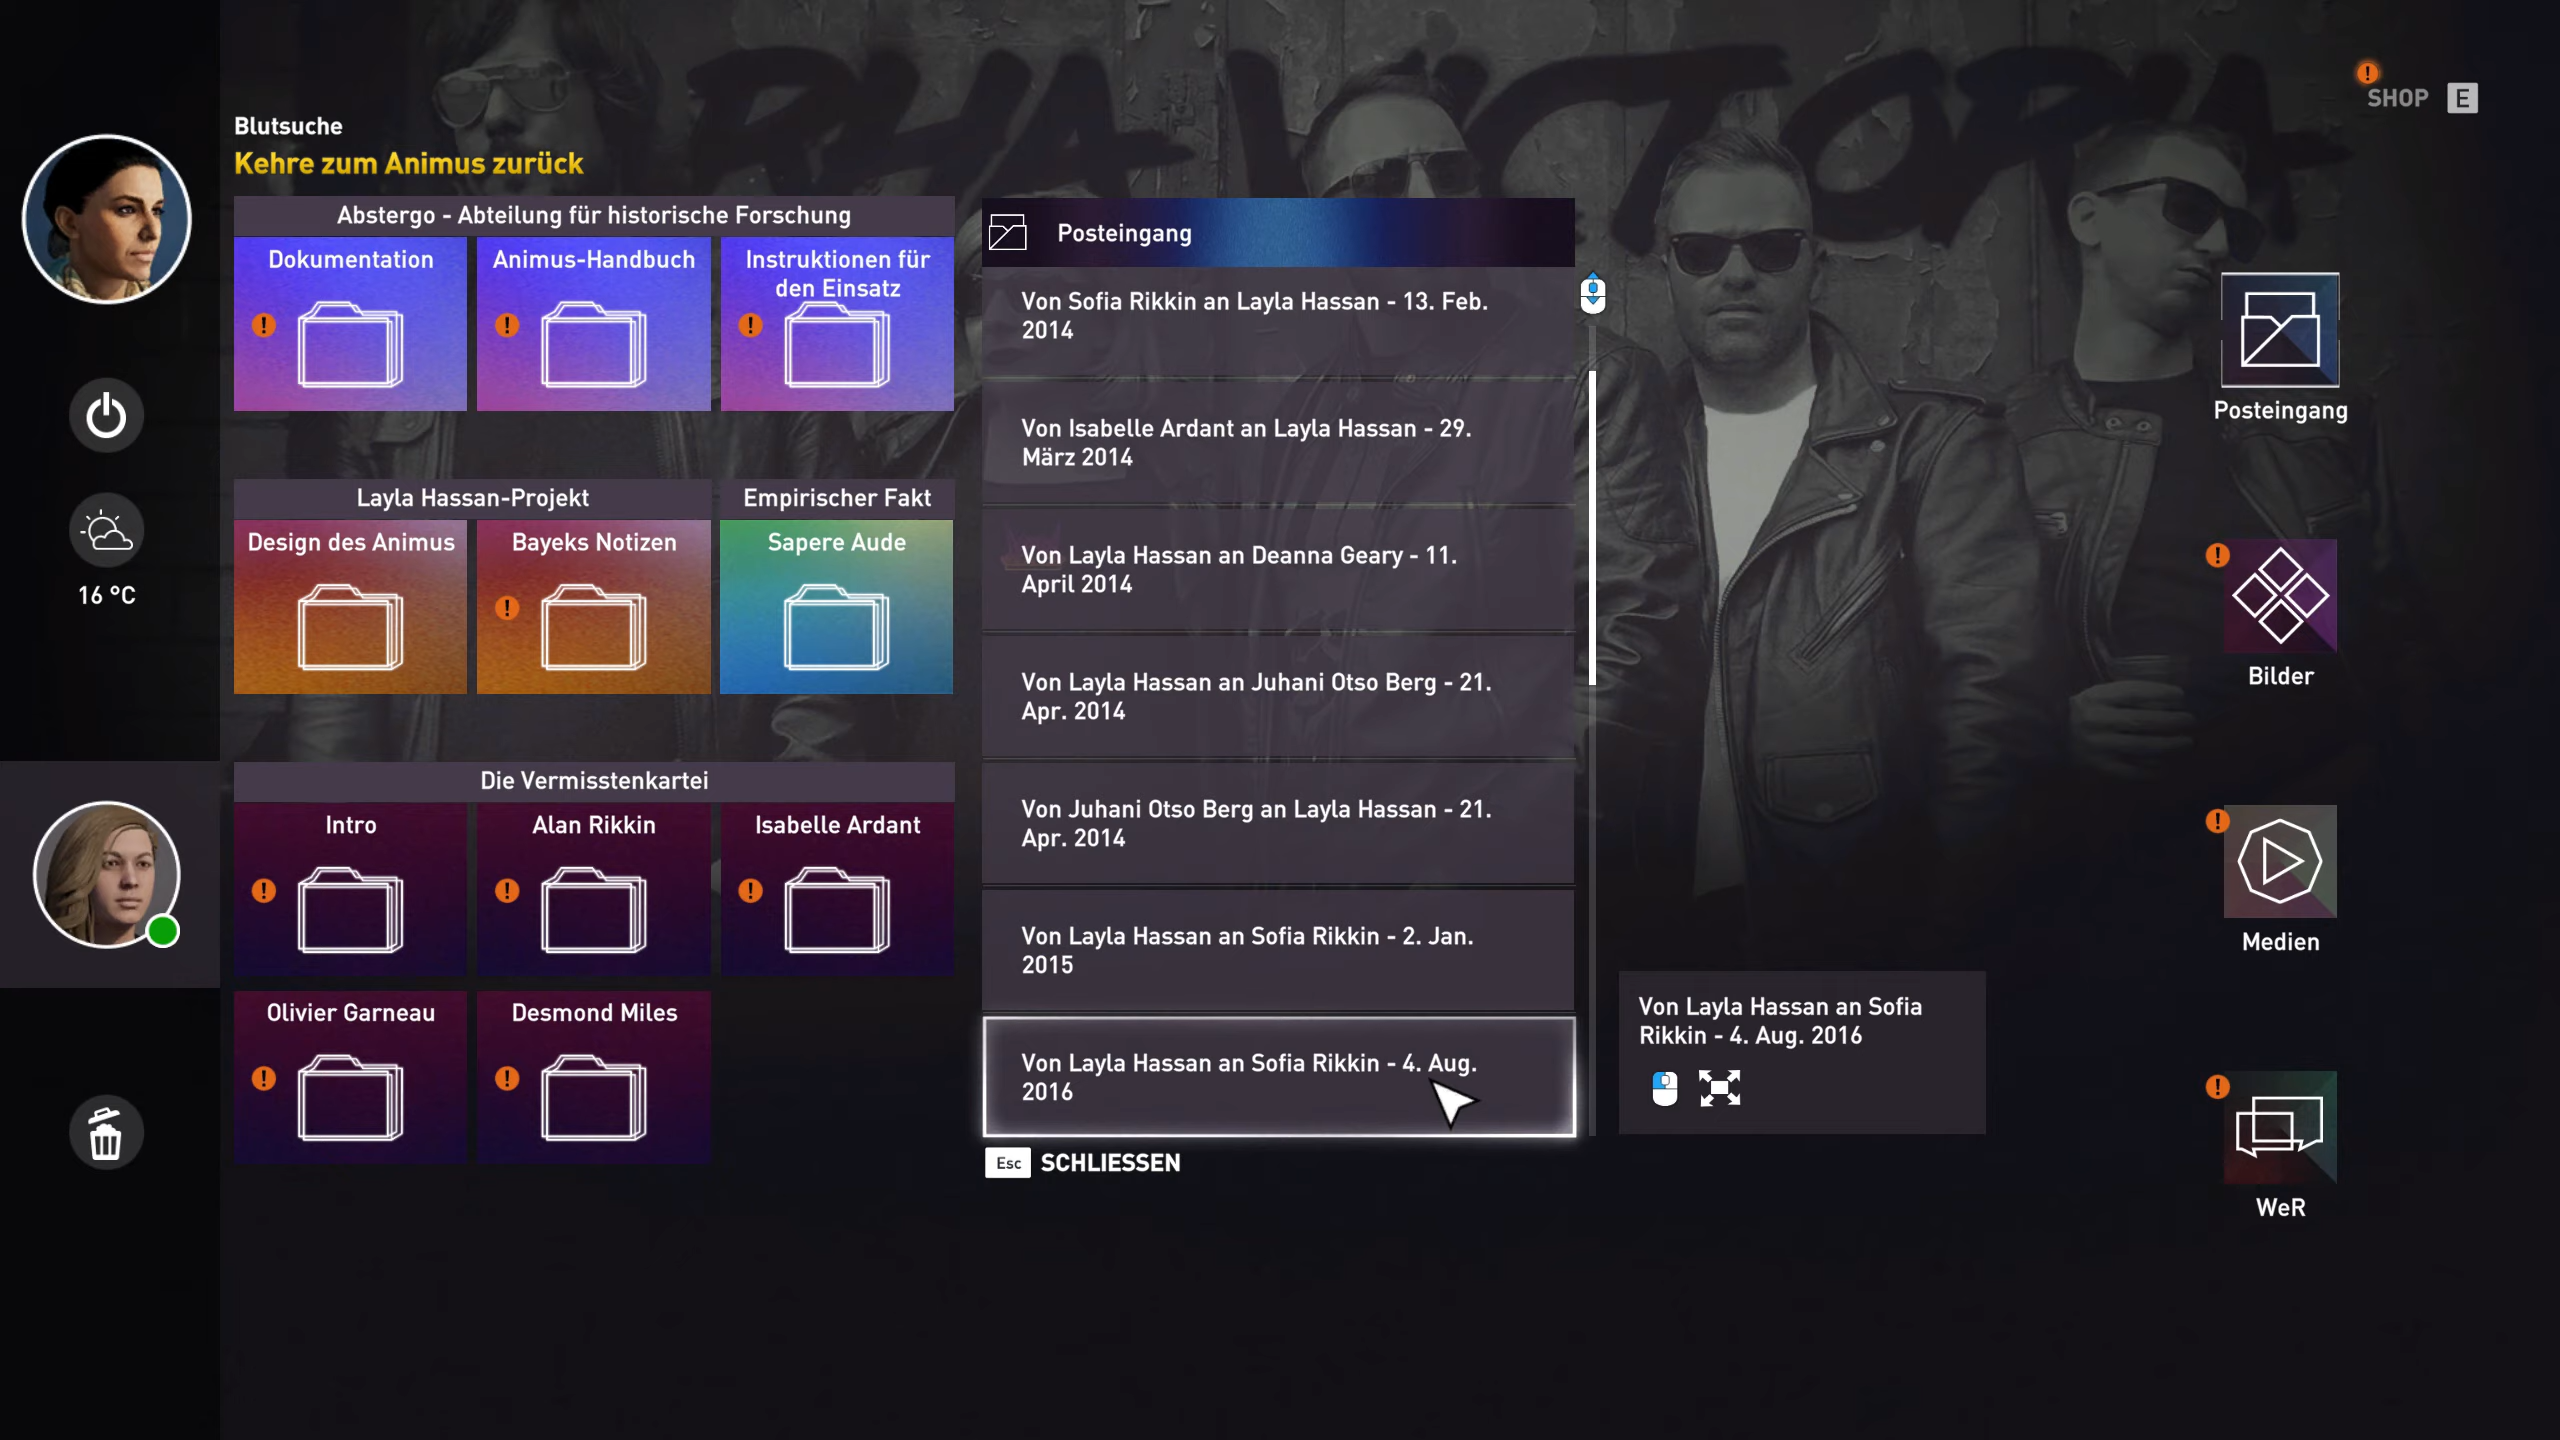 SHOP E
Blutsuche
Kehre zum Animus zurück
Abstergo - Abteilung für historische Forschung
Dokumentation
Animus-Handbuch
Instruktionen für
den Einsatz
Layla Hassan-Projekt
Empirischer Fakt
Design des Animus
Bayeks Notizen
Sapere Aude
16 °C
Die Vermisstenkartei
Intro
Alan Rikkin
Isabelle Ardant
Olivier Garneau
Desmond Miles
Posteingang
Von Sofia Rikkin an Layla Hassan - 13. Feb.
2014
Von Isabelle Ardant an Layla Hassan - 29.
März 2014
Von Layla Hassan an Deanna Geary - 11.
April 2014
Von Layla Hassan an Juhani Otso Berg - 21.
Apr. 2014
Von Juhani Otso Berg an Layla Hassan - 21.
Apr. 2014
Von Layla Hassan an Sofia Rikkin - 2. Jan.
2015
Von Layla Hassan an Sofia Rikkin - 4. Aug.
2016
Esc SCHLIESSEN
Von Layla Hassan an Sofia
Rikkin - 4. Aug. 2016
Posteingang
Bilder
Medien
WeR